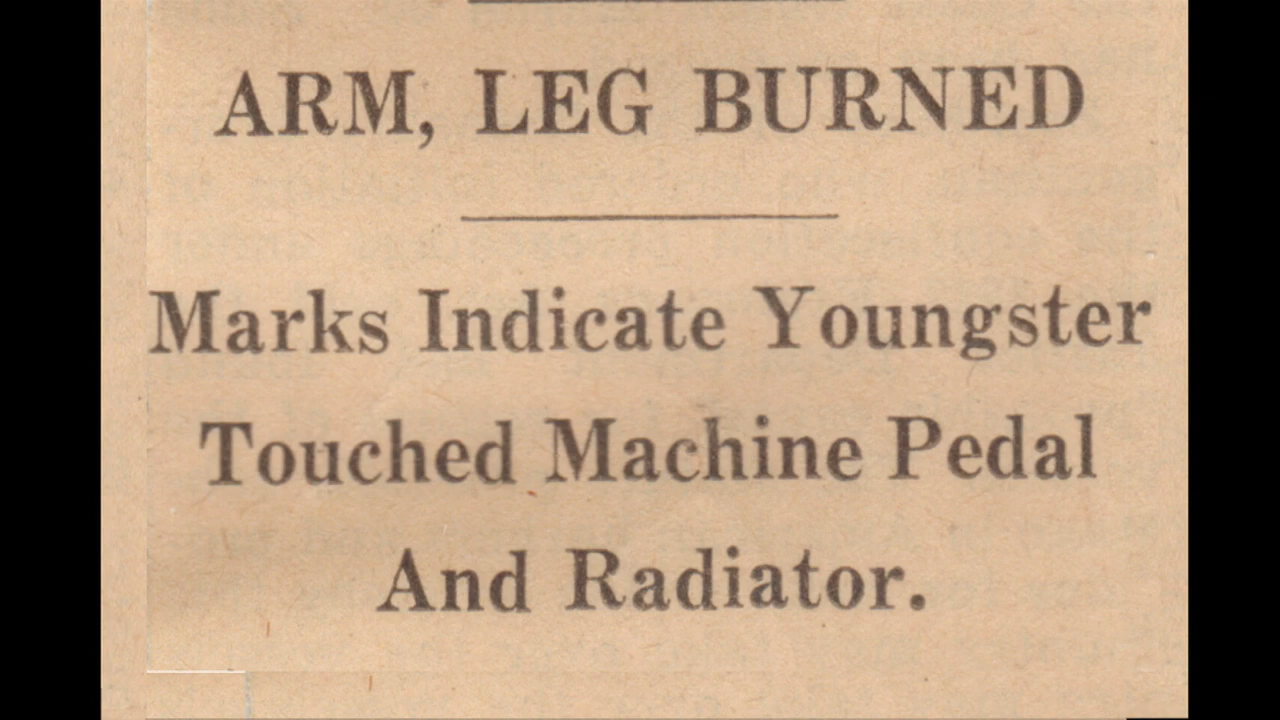 ARM, LEG BURNED
Marks Indicate Youngster
Touched Machine Pedal
And Radiator.